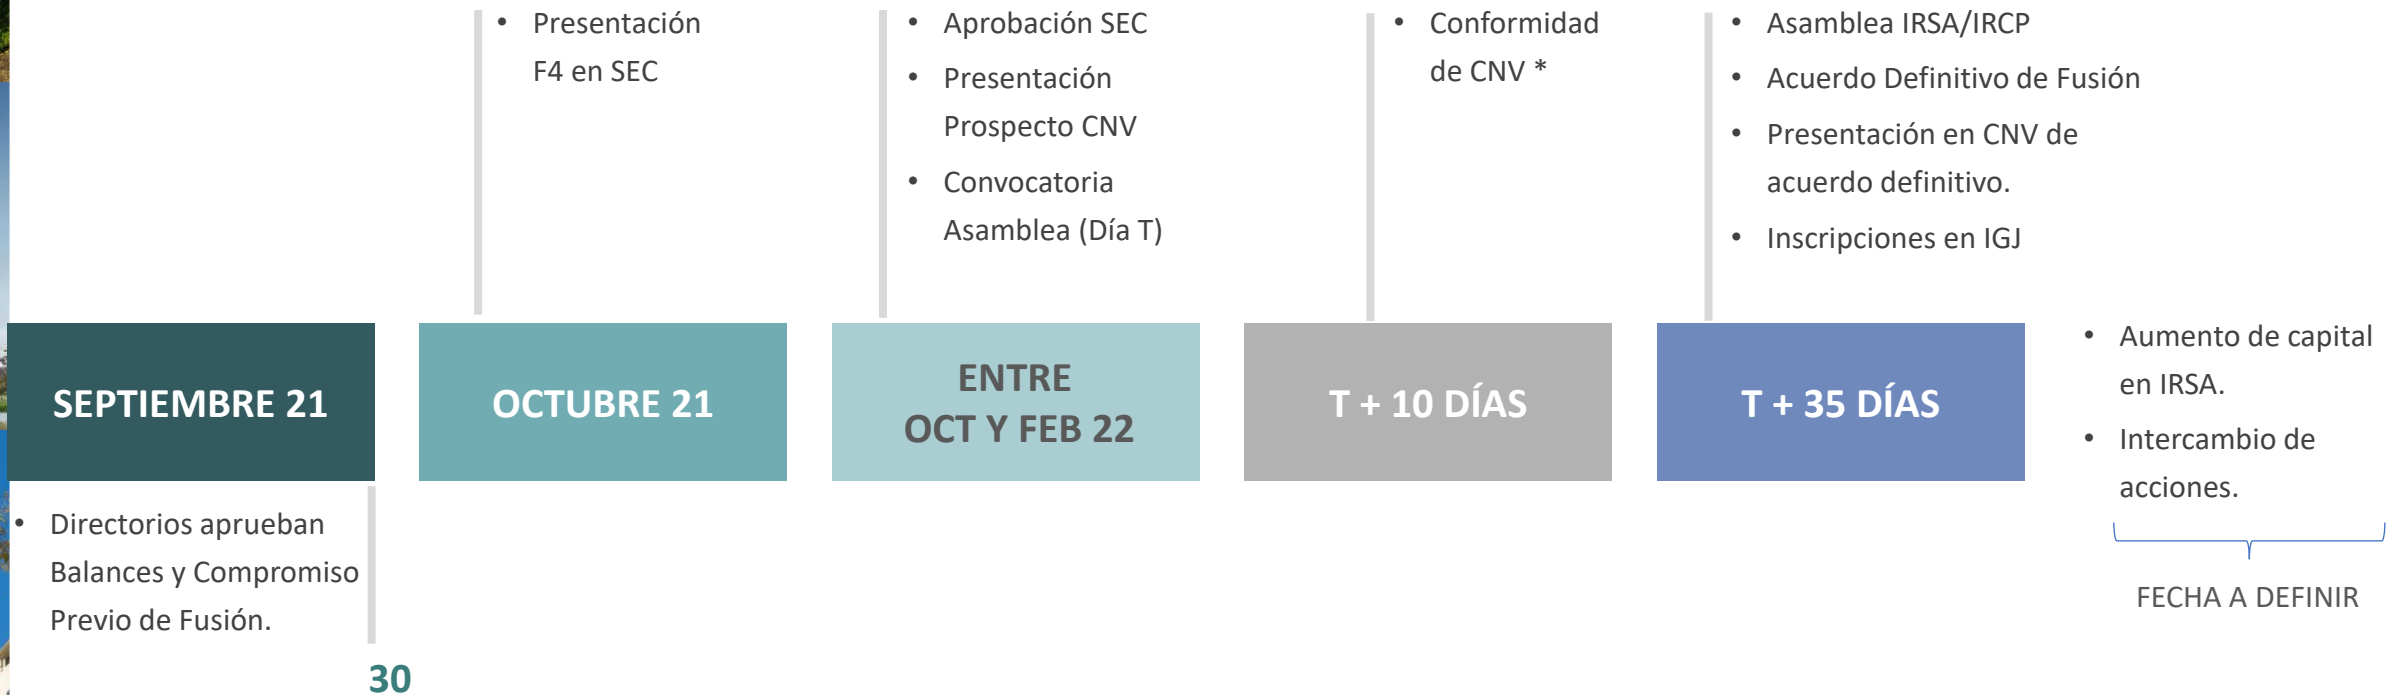 • Presentación
F4 en SEC
• Aprobación SEC
• Presentación
Prospecto CNV
• Convocatoria
Asamblea (Día T)
• Conformidad
de CNV *
• Asamblea IRSA/IRCP
• Acuerdo Definitivo de Fusión
• Presentación en CNV de
acuerdo definitivo.
• Inscripciones en IGJ
SEPTIEMBRE 21
OCTUBRE 21
ENTRE
OCT Y FEB 22
T + 10 DÍAS
T + 35 DÍAS
• Aumento de capital
en IRSA.
• Intercambio de
acciones.
FECHA A DEFINIR
• Directorios aprueban
Balances y Compromiso
Previo de Fusión.
30